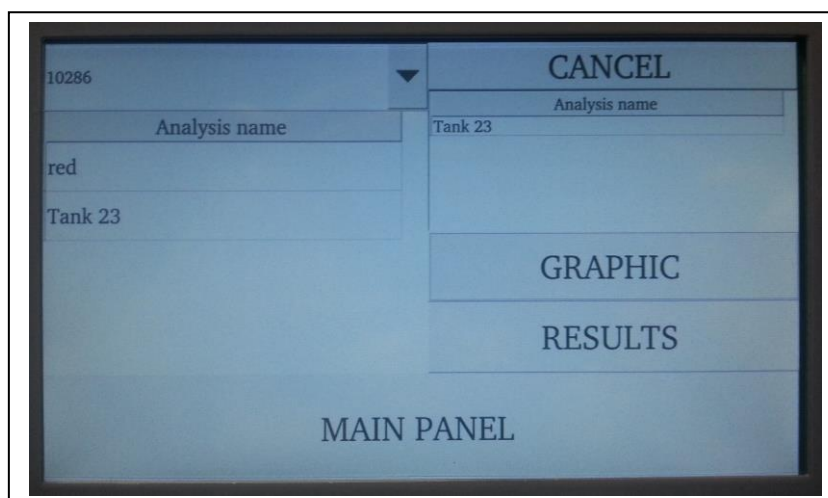 10286
CANCEL
Analysis name
Analysis name
Tank 23
red
Tank 23
GRAPHIC
RESULTS
MAIN PANEL